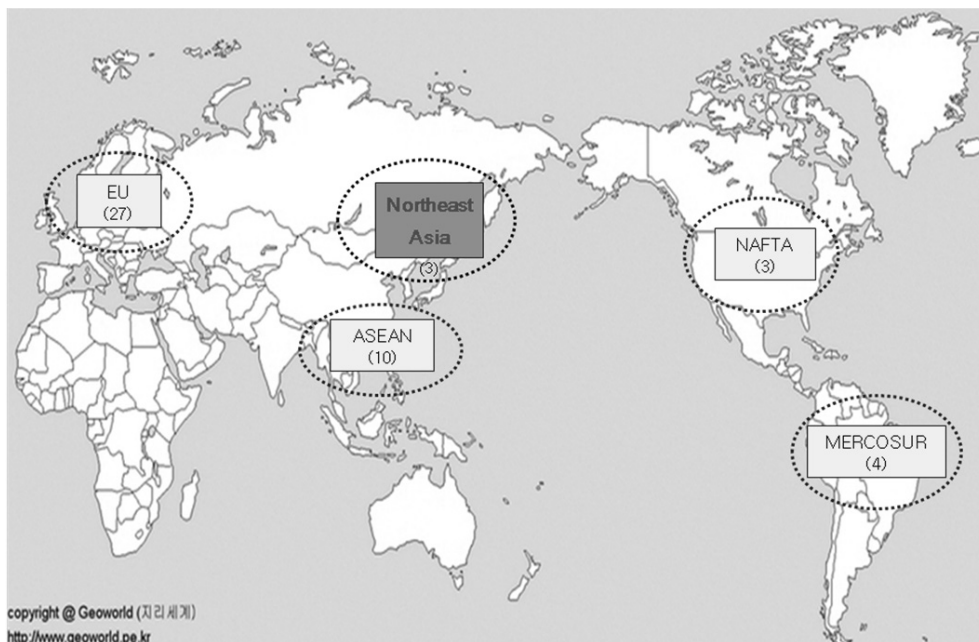 EU
(27)
Northeast
Asia
(3)
NAFTA
(3)
ASEAN
(10)
MERCOSUR
(4)
copyright @ Geoworld (지리세계)
http://www.geoworld.pe.kr